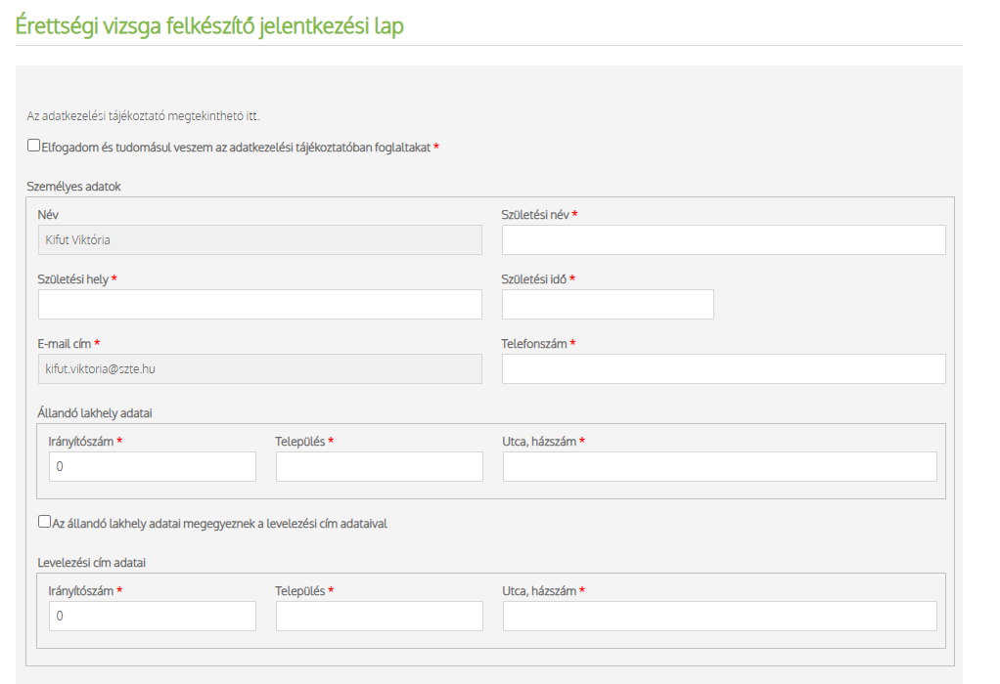 Érettségi vizsga felkészítő jelentkezési lap
Az adatkezelési tájékoztató megtekinthető itt.
Elfogadom és tudomásul veszem az adatkezelési tájékoztatóban foglaltakat *
Személyes adatok
Név
Születési név *
Kifut Viktória
Születési hely *
Születési idő *
E-mail cím *
Telefonszám *
kifut.viktoria@szte.hu
Állandó lakhely adatai
Irányítószám *
Település *
Utca, házszám *
0
Az állandó lakhely adatai megegyeznek a levelezési cím adataival
Levelezési cím adatai
Irányítószám *
Település *
Utca, házszám *
0